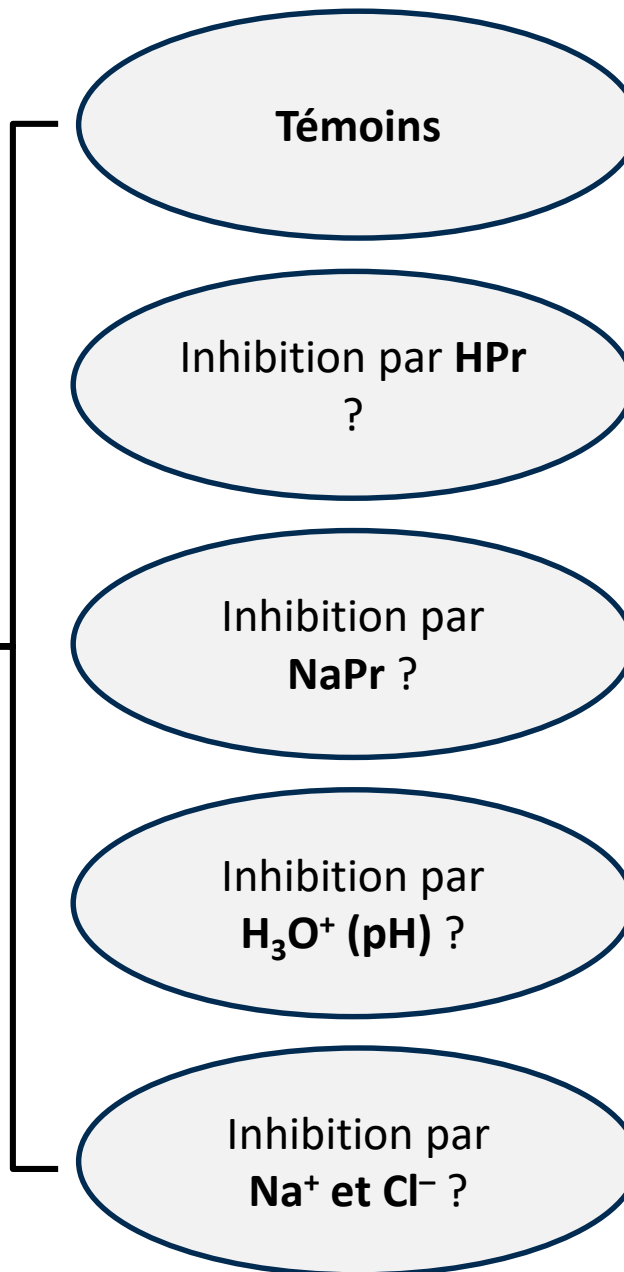 Témoins
Inhibition par HPr
?
Inhibition par
NaPr ?
Inhibition par
H₃O⁺ (pH) ?
Inhibition par
Na⁺ et Cl⁻ ?